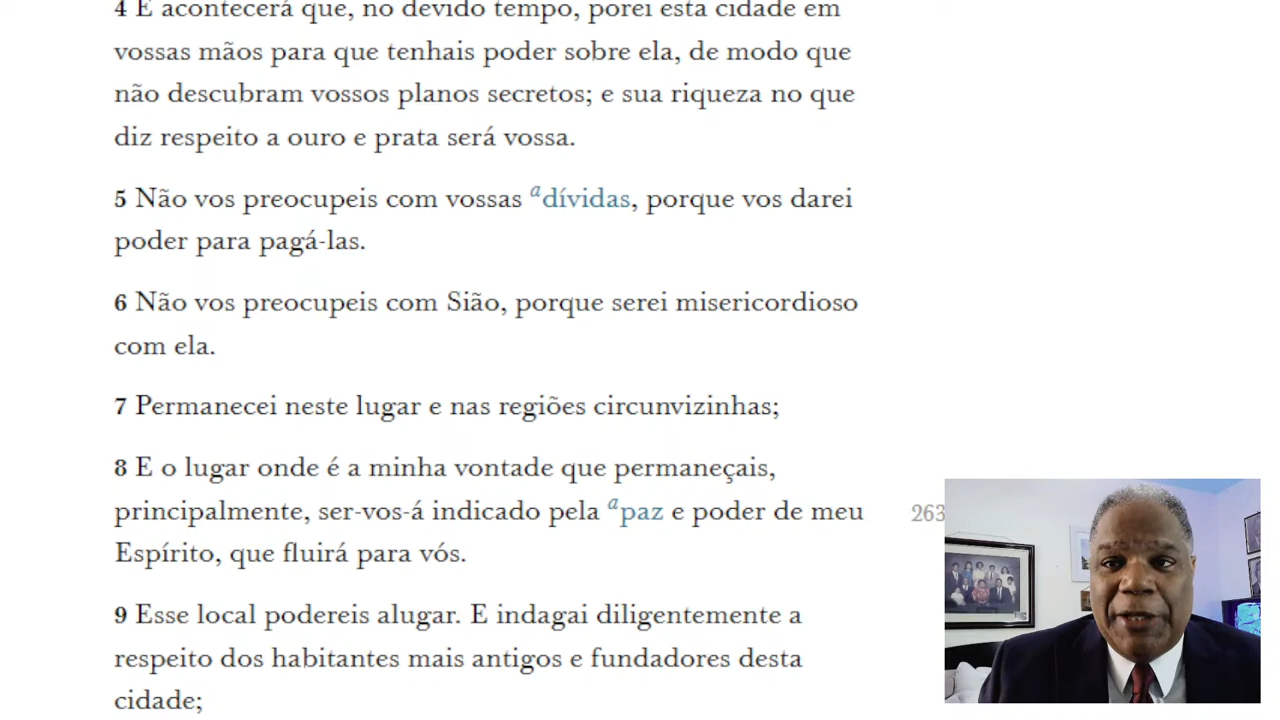 4 E acontecerá que, no devido tempo, porei esta cidade em
vossas mãos para que tenhais poder sobre ela, de modo que
não descubram vossos planos secretos; e sua riqueza no que
diz respeito a ouro e prata será vossa.
5 Não vos preocupeis com vossas ᵃdívidas, porque vos darei
poder para pagá-las.
6 Não vos preocupeis com Sião, porque serei misericordioso
com ela.
7 Permanecei neste lugar e nas regiões circunvizinhas;
8 E o lugar onde é a minha vontade que permaneçais,
principalmente, ser-vos-á indicado pela ᵃpaz e poder de meu
Espírito, que fluirá para vós.
263
9 Esse local podereis alugar. E indagai diligentemente a
respeito dos habitantes mais antigos e fundadores desta
cidade;